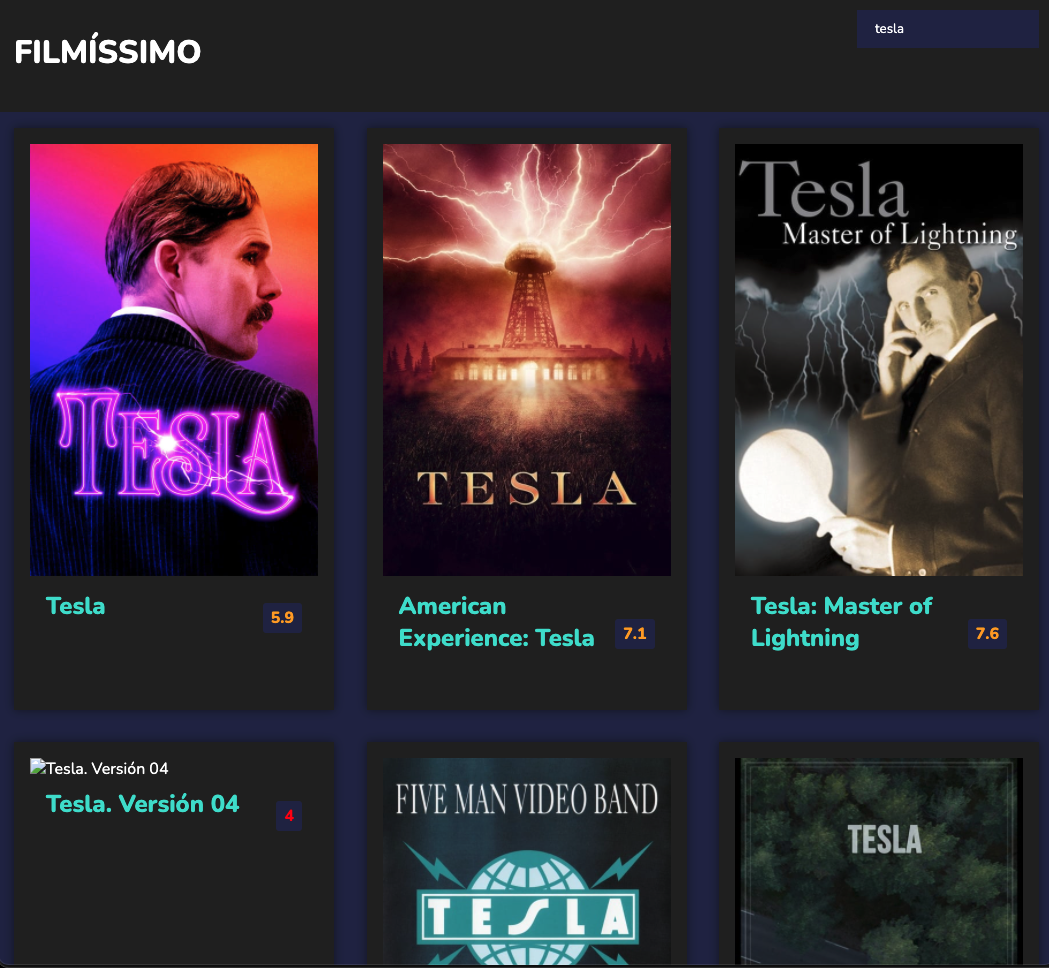 FILMÍSSIMO
tesla
TESLA
TESLA
Tesla
Master of Lightning
Tesla
5.9
American
Experience: Tesla
7.1
Tesla: Master of
Lightning
7.6
Tesla. Versión 04
Tesla. Versión 04
4
FIVE MAN VIDEO BAND
TESLA
TESLA